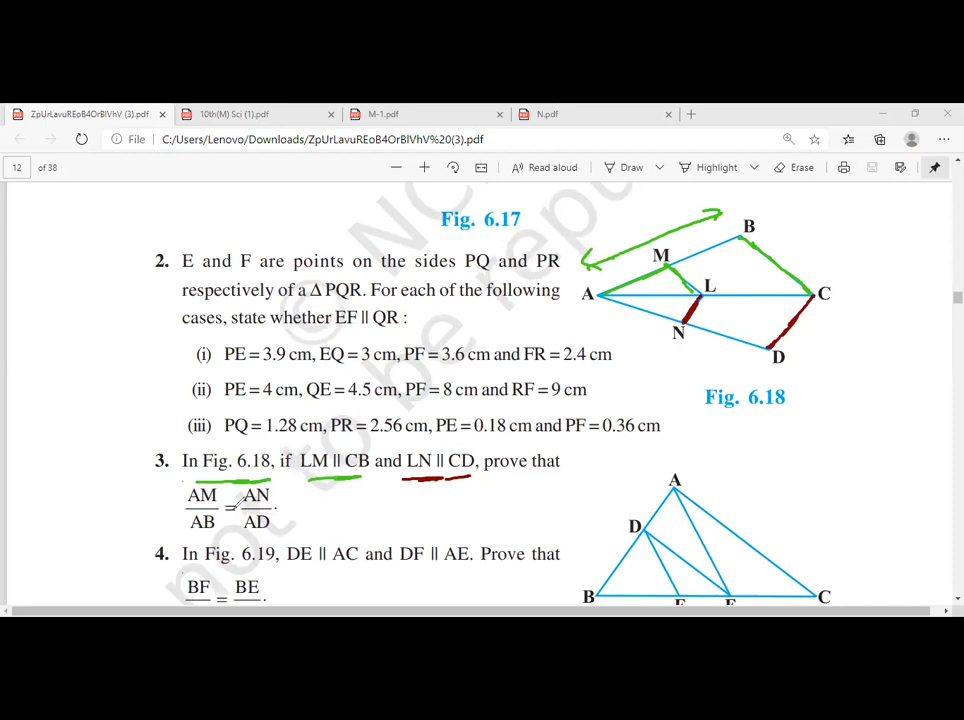 ZpUrLavuREoB4OrBlVhV (3).pdf
10th(M) Sci (1).pdf
M-1.pdf
N.pdf
File
C:/Users/Lenovo/Downloads/ZpUrLavuREoB4OrBlVhV%20(3).pdf
12 of 38
Read aloud
Draw
Highlight
Erase
Fig. 6.17
2. E and F are points on the sides PQ and PR
respectively of a Δ PQR. For each of the following
cases, state whether EF || QR :
(i) PE = 3.9 cm, EQ = 3 cm, PF = 3.6 cm and FR = 2.4 cm
(ii) PE = 4 cm, QE = 4.5 cm, PF = 8 cm and RF = 9 cm
(iii) PQ = 1.28 cm, PR = 2.56 cm, PE = 0.18 cm and PF = 0.36 cm
3. In Fig. 6.18, if LM || CB and LN || CD, prove that
AM AN
=
AB AD .
4. In Fig. 6.19, DE || AC and DF || AE. Prove that
BF = BE .
B
M
A
L
C
N
D
Fig. 6.18
A
D
B
C
not to be rep
© NC